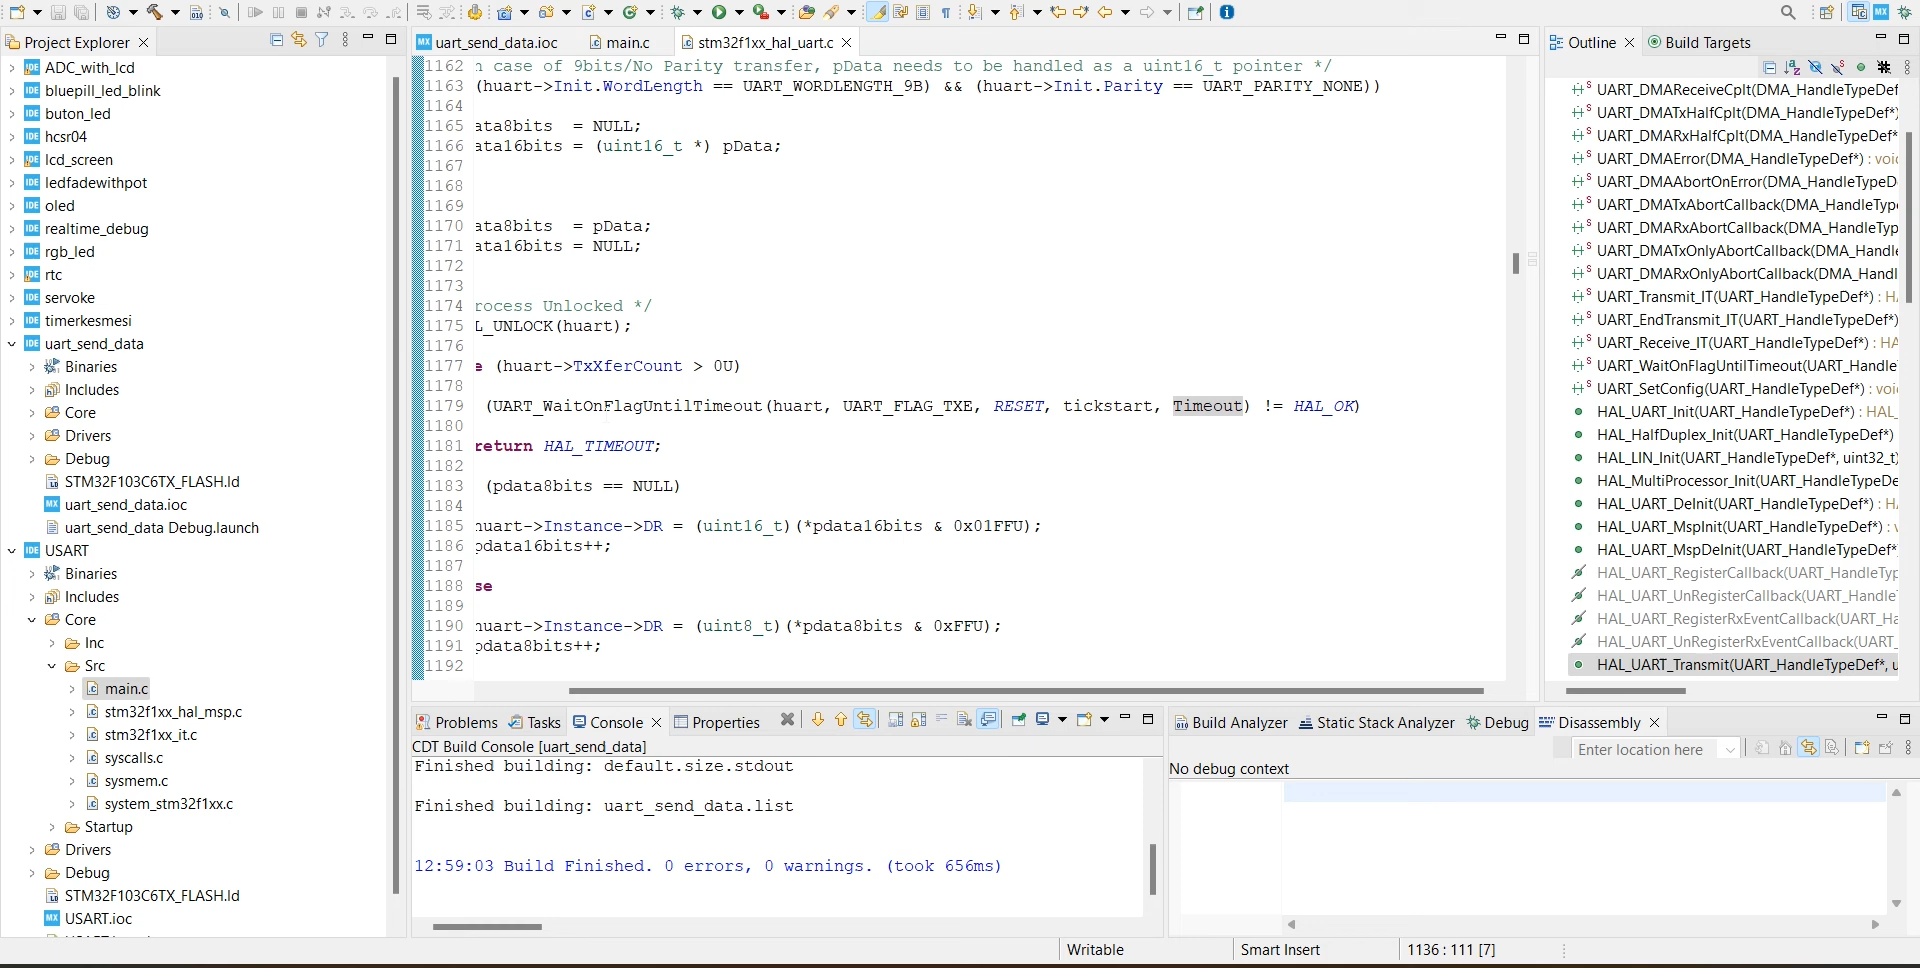 Project Explorer
ADC_with_lcd
bluepill_led_blink
buton_led
hcsr04
lcd_screen
ledfadewithpot
oled
realtime_debug
rgb_led
rtc
servoke
timerkesmesi
uart_send_data
Binaries
Includes
Core
Drivers
Debug
STM32F103C6TX_FLASH.ld
uart_send_data.ioc
uart_send_data Debug.launch
USART
Binaries
Includes
Core
Inc
Src
main.c
stm32f1xx_hal_msp.c
stm32f1xx_it.c
syscalls.c
sysmem.c
system_stm32f1xx.c
Startup
Drivers
Debug
STM32F103C6TX_FLASH.ld
USART.ioc
uart_send_data.ioc main.c stm32f1xx_hal_uart.c
1162 n case of 9bits/No Parity transfer, pData needs to be handled as a uint16_t pointer */
1163 (huart->Init.WordLength == UART_WORDLENGTH_9B) && (huart->Init.Parity == UART_PARITY_NONE))
1164
1165 ata8bits  = NULL;
1166 ata16bits = (uint16_t *) pData;
1167
1168
1169
1170 ata8bits  = pData;
1171 ata16bits = NULL;
1172
1173
1174 rocess Unlocked */
1175 L_UNLOCK(huart);
1176
1177 e (huart->TxXferCount > 0U)
1178
1179 (UART_WaitOnFlagUntilTimeout(huart, UART_FLAG_TXE, RESET, tickstart, Timeout) != HAL_OK)
1180
1181 return HAL_TIMEOUT;
1182
1183 (pdata8bits == NULL)
1184
1185 huart->Instance->DR = (uint16_t)(*pdata16bits & 0x01FFU);
1186 pdata16bits++;
1187
1188 se
1189
1190 huart->Instance->DR = (uint8_t)(*pdata8bits & 0xFFU);
1191 pdata8bits++;
1192
Outline Build Targets
UART_DMAReceiveCplt(DMA_HandleTypeDef
UART_DMATxHalfCplt(DMA_HandleTypeDef*)
UART_DMARxHalfCplt(DMA_HandleTypeDef*
UART_DMAError(DMA_HandleTypeDef*) : void
UART_DMAAbortOnError(DMA_HandleTypeD
UART_DMATxAbortCallback(DMA_HandleType
UART_DMARxAbortCallback(DMA_HandleTyp
UART_DMATxOnlyAbortCallback(DMA_Handle
UART_DMARxOnlyAbortCallback(DMA_Handl
UART_Transmit_IT(UART_HandleTypeDef*) : H
UART_EndTransmit_IT(UART_HandleTypeDef*)
UART_Receive_IT(UART_HandleTypeDef*) : HA
UART_WaitOnFlagUntilTimeout(UART_Handle
UART_SetConfig(UART_HandleTypeDef*) : voi
HAL_UART_Init(UART_HandleTypeDef*) : HAL_
HAL_HalfDuplex_Init(UART_HandleTypeDef*)
HAL_LIN_Init(UART_HandleTypeDef*, uint32_t)
HAL_MultiProcessor_Init(UART_HandleTypeDe
HAL_UART_DeInit(UART_HandleTypeDef*) : H
HAL_UART_MspInit(UART_HandleTypeDef*) : v
HAL_UART_MspDeInit(UART_HandleTypeDef*
HAL_UART_RegisterCallback(UART_HandleTyp
HAL_UART_UnRegisterCallback(UART_Handle
HAL_UART_RegisterRxEventCallback(UART_Ha
HAL_UART_UnRegisterRxEventCallback(UART_
HAL_UART_Transmit(UART_HandleTypeDef*, u
Problems Tasks Console Properties
CDT Build Console [uart_send_data]
Finished building: default.size.stdout
Finished building: uart_send_data.list
12:59:03 Build Finished. 0 errors, 0 warnings. (took 656ms)
Build Analyzer Static Stack Analyzer Debug Disassembly
Enter location here
No debug context
Writable Smart Insert 1136 : 111 [7]